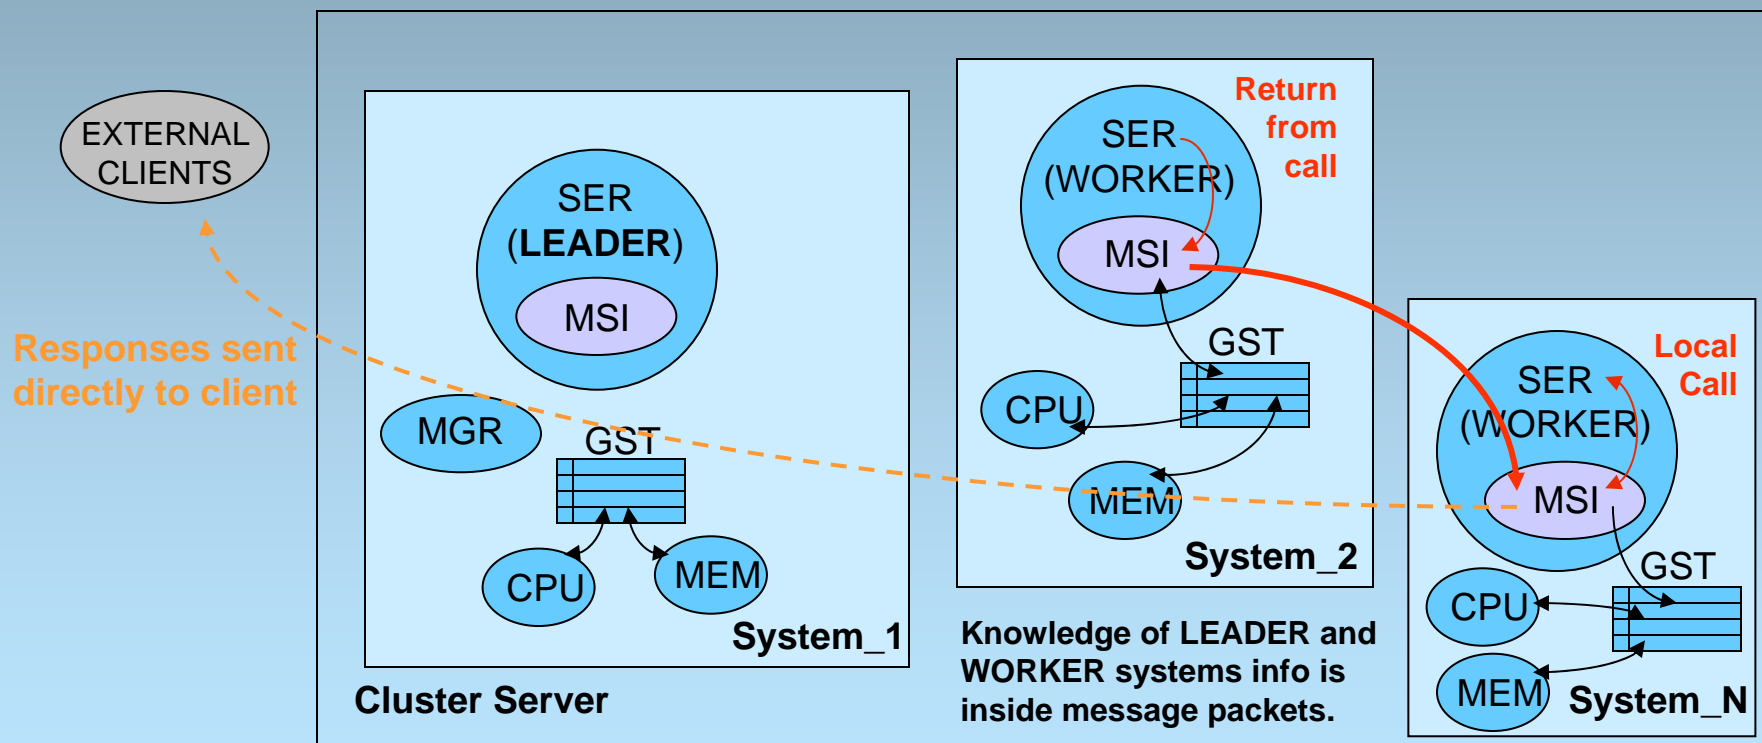 EXTERNAL
CLIENTS
Responses sent
directly to client
SER
(LEADER)
MSI
MGR
GST
CPU
MEM
System_1
Cluster Server
Return
from
call
SER
(WORKER)
MSI
GST
CPU
MEM
System_2
Knowledge of LEADER and
WORKER systems info is
inside message packets.
Local
Call
SER
(WORKER)
MSI
GST
CPU
MEM
System_N